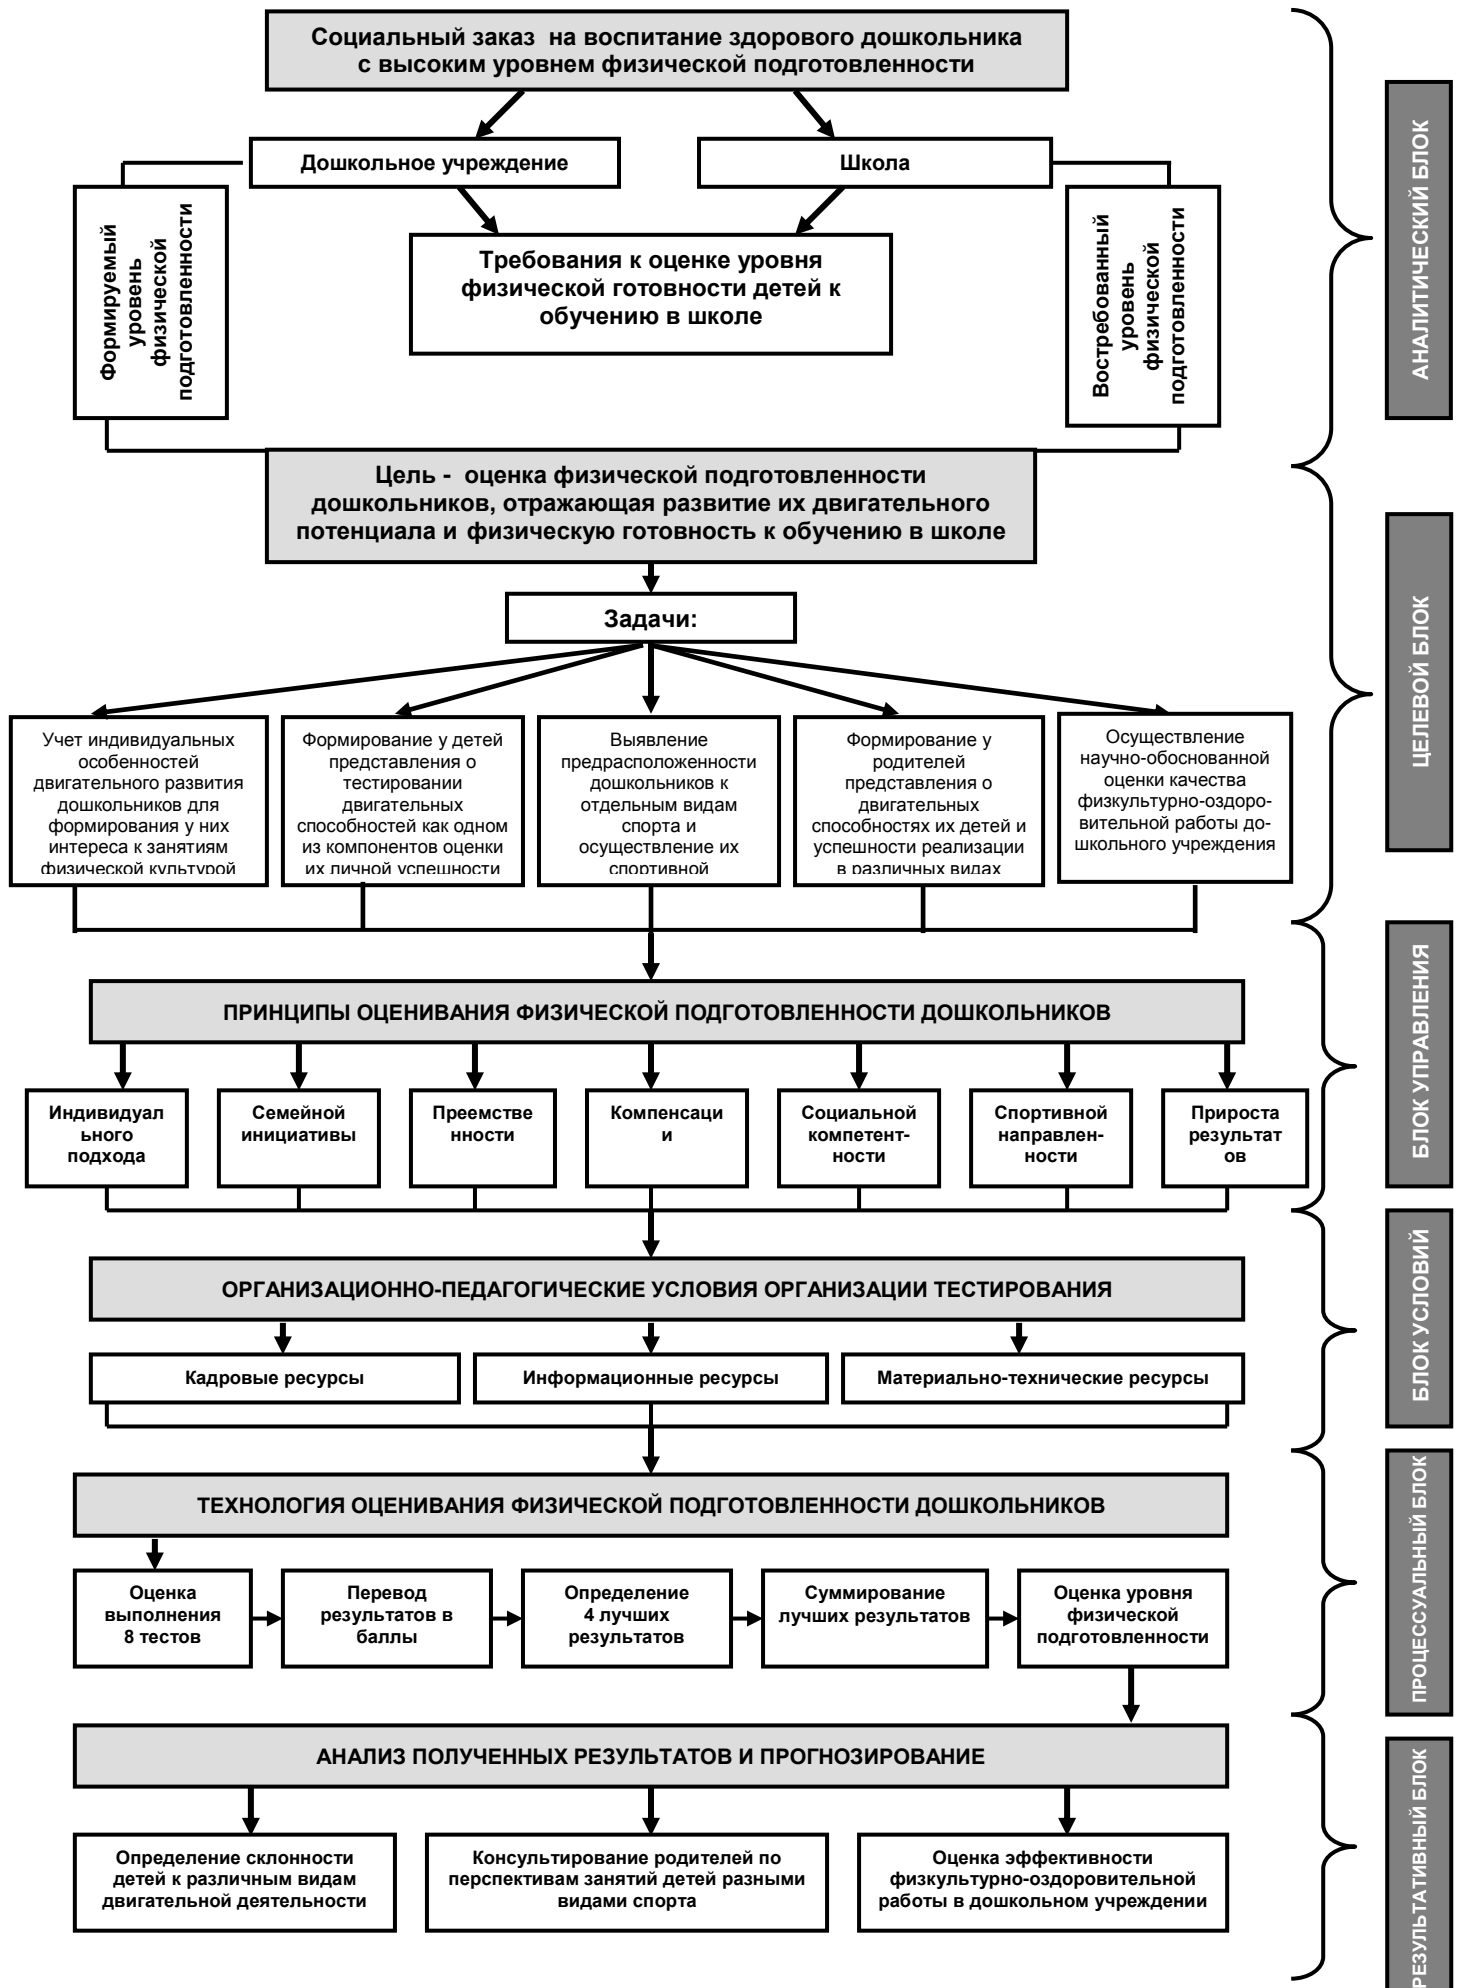 Социальный заказ на воспитание здорового дошкольника
с высоким уровнем физической подготовленности
Дошкольное учреждение
Школа
Формируемый
уровень
физической
подготовленности
Требования к оценке уровня
физической готовности детей к
обучению в школе
Востребованный
уровень
физической
подготовленности
АНАЛИТИЧЕСКИЙ БЛОК
Цель - оценка физической подготовленности
дошкольников, отражающая развитие их двигательного
потенциала и физическую готовность к обучению в школе
Задачи:
Учет индивидуальных
особенностей
двигательного развития
дошкольников для
формирования у них
интереса к занятиям
физической культурой
Формирование у детей
представления о
тестировании
двигательных
способностей как одном
из компонентов оценки
их личной успешности
Выявление
предрасположенности
дошкольников к
отдельным видам
спорта и
осуществление их
спортивной
Формирование у
родителей
представления о
двигательных
способностях их детей и
успешности реализации
в различных видах
Осуществление
научно-обоснованной
оценки качества
физкультурно-оздоро-
вительной работы до-
школьного учреждения
ЦЕЛЕВОЙ БЛОК
ПРИНЦИПЫ ОЦЕНИВАНИЯ ФИЗИЧЕСКОЙ ПОДГОТОВЛЕННОСТИ ДОШКОЛЬНИКОВ
Индивидуал
ьного
подхода
Семейной
инициативы
Преемстве
нности
Компенсаци
и
Социальной
компетент-
ности
Спортивной
направлен-
ности
Прироста
результат
ов
БЛОК УПРАВЛЕНИЯ
ОРГАНИЗАЦИОННО-ПЕДАГОГИЧЕСКИЕ УСЛОВИЯ ОРГАНИЗАЦИИ ТЕСТИРОВАНИЯ
Кадровые ресурсы
Информационные ресурсы
Материально-технические ресурсы
БЛОК УСЛОВИЙ
ТЕХНОЛОГИЯ ОЦЕНИВАНИЯ ФИЗИЧЕСКОЙ ПОДГОТОВЛЕННОСТИ ДОШКОЛЬНИКОВ
Оценка
выполнения
8 тестов
Перевод
результатов в
баллы
Определение
4 лучших
результатов
Суммирование
лучших результатов
Оценка уровня
физической
подготовленности
ПРОЦЕССУАЛЬНЫЙ БЛОК
АНАЛИЗ ПОЛУЧЕННЫХ РЕЗУЛЬТАТОВ И ПРОГНОЗИРОВАНИЕ
Определение склонности
детей к различным видам
двигательной деятельности
Консультирование родителей по
перспективам занятий детей разными
видами спорта
Оценка эффективности
физкультурно-оздоровительной
работы в дошкольном учреждении
РЕЗУЛЬТАТИВНЫЙ БЛОК